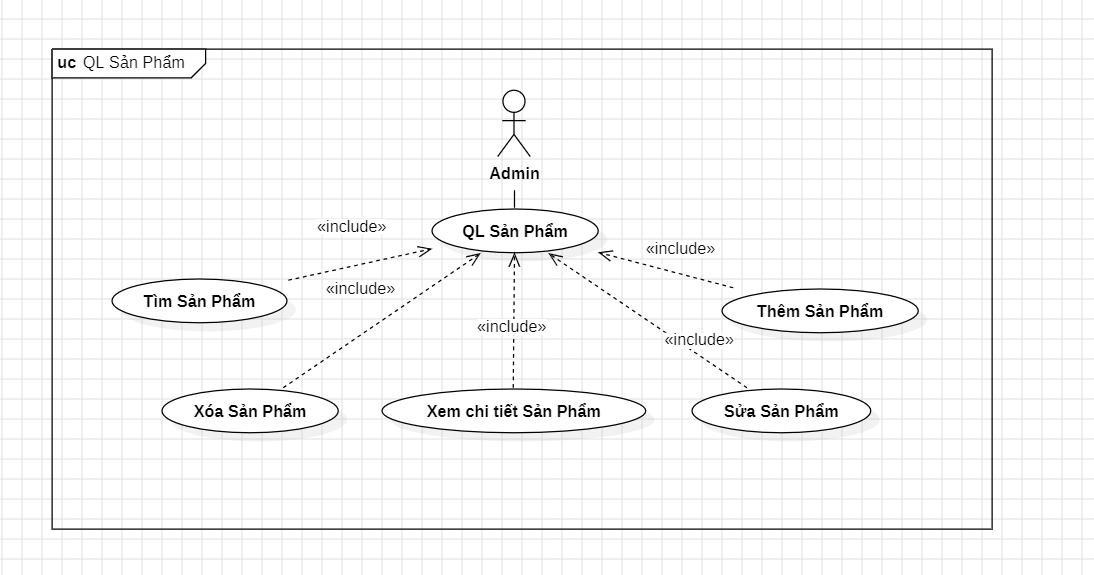 uc QL Sản Phẩm
Admin
QL Sản Phẩm
«include»
«include»
«include»
«include»
«include»
Tìm Sản Phẩm
Thêm Sản Phẩm
Xóa Sản Phẩm
Xem chi tiết Sản Phẩm
Sửa Sản Phẩm